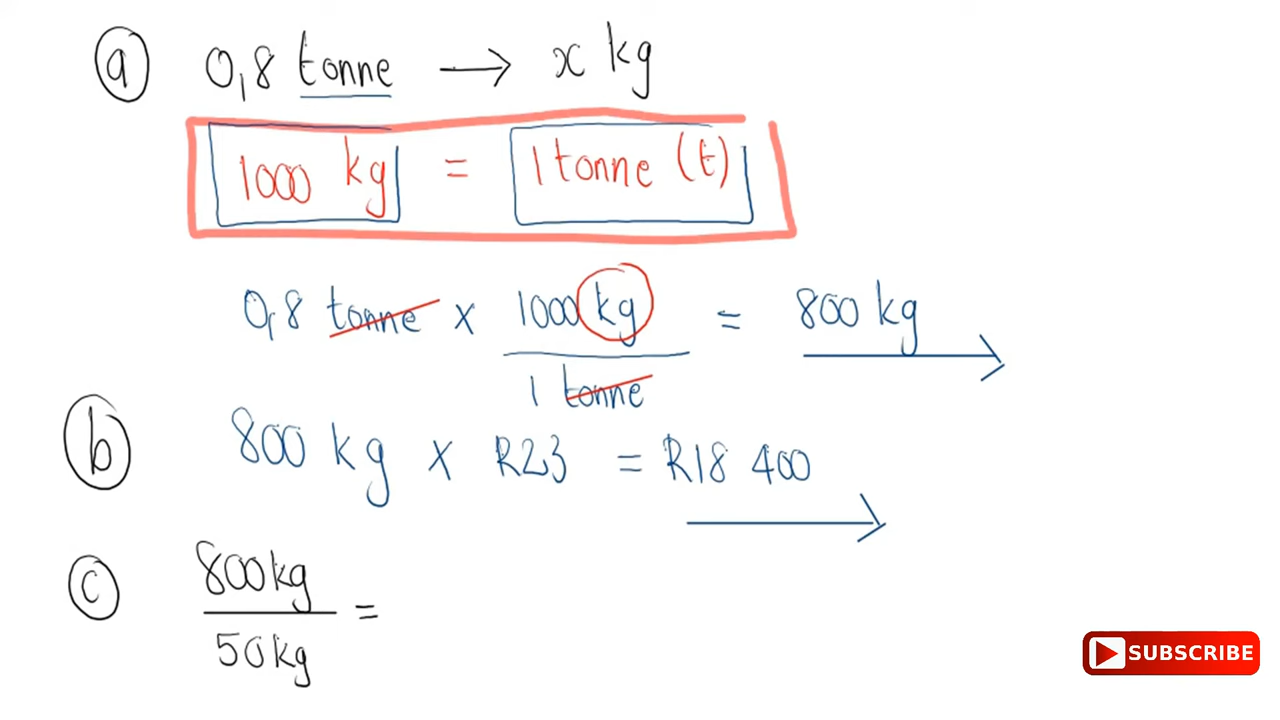 a 0,8 tonne → x kg
1000 kg = 1 tonne (t)
0,8 tonne x 1000 kg = 800 kg
1 tonne
b 800 kg x R23 = R18 400
c 800kg =
50kg
SUBSCRIBE